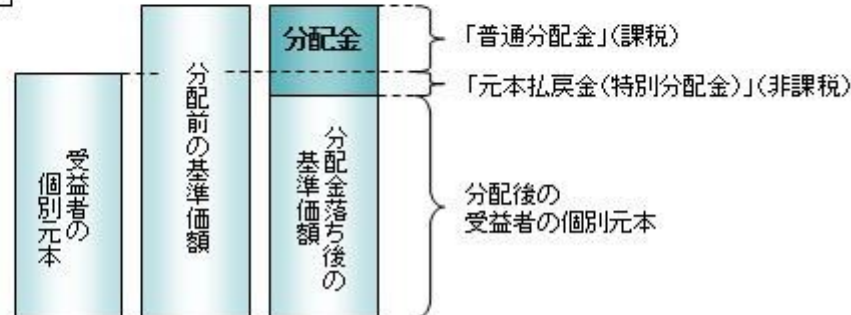 受益者の
個別元本
分配前の基準価額
分配金
分配金落ち後の
基準価額
「普通分配金」(課税)
「元本払戻金(特別分配金)」(非課税)
分配後の
受益者の個別元本